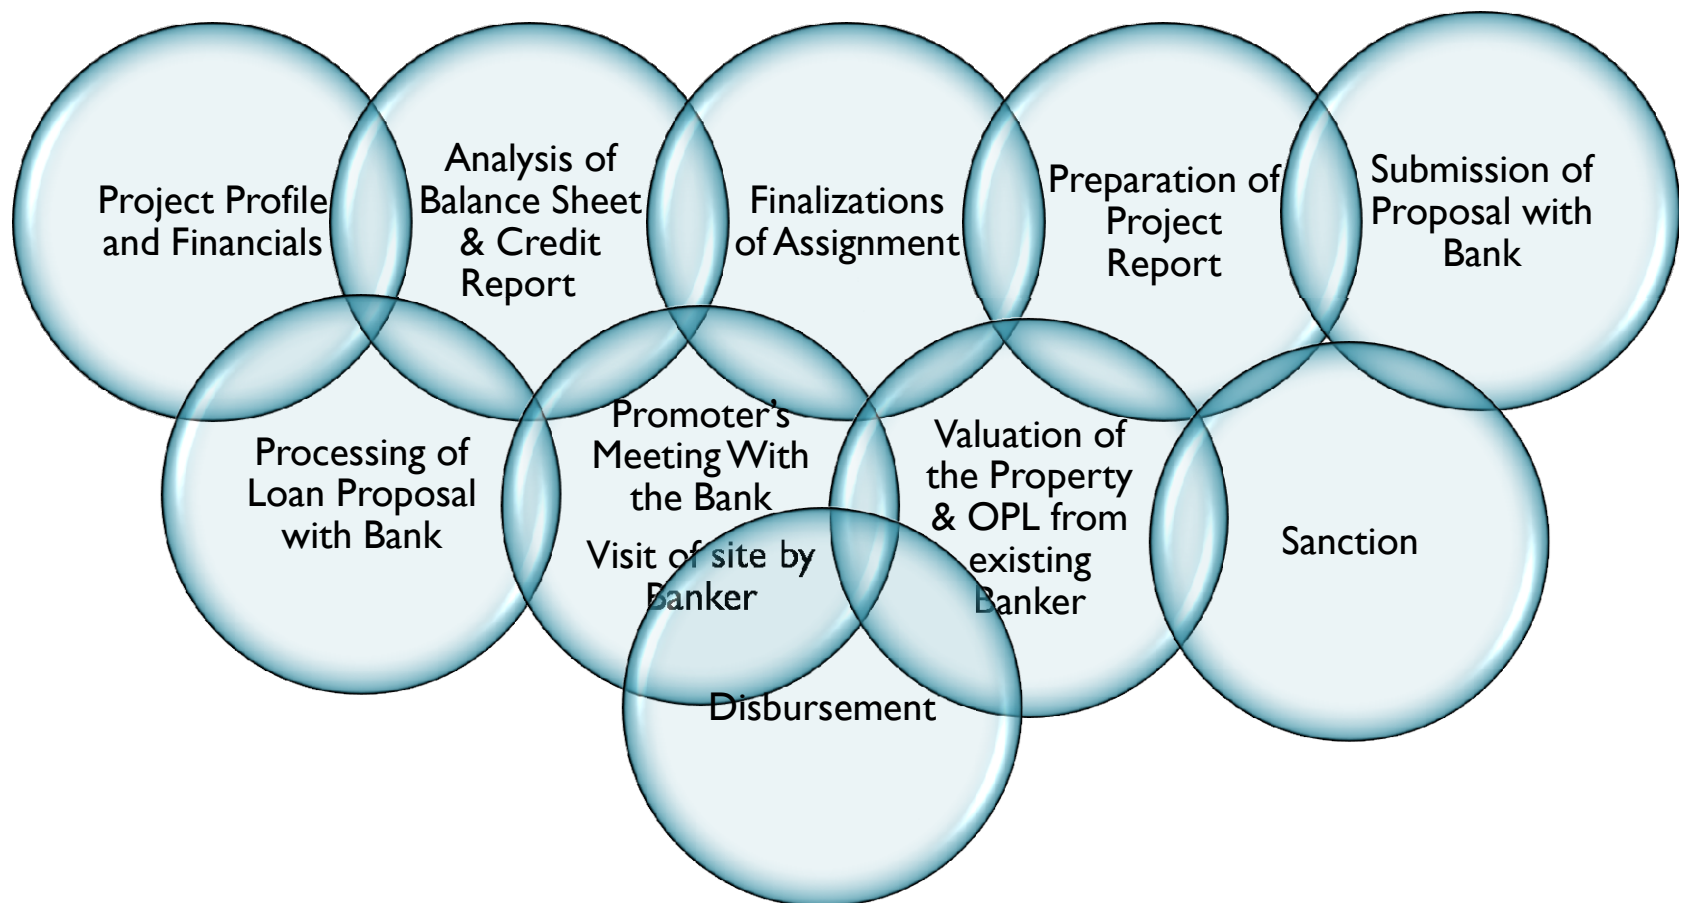 Project Profile
and Financials
Analysis of
Balance Sheet
& Credit
Report
Finalizations
of Assignment
Preparation of
Project
Report
Submission of
Proposal with
Bank
Processing of
Loan Proposal
with Bank
Promoter’s
Meeting With
the Bank
Visit of site by
Banker
Valuation of
the Property
& OPL from
existing
Banker
Sanction
Disbursement